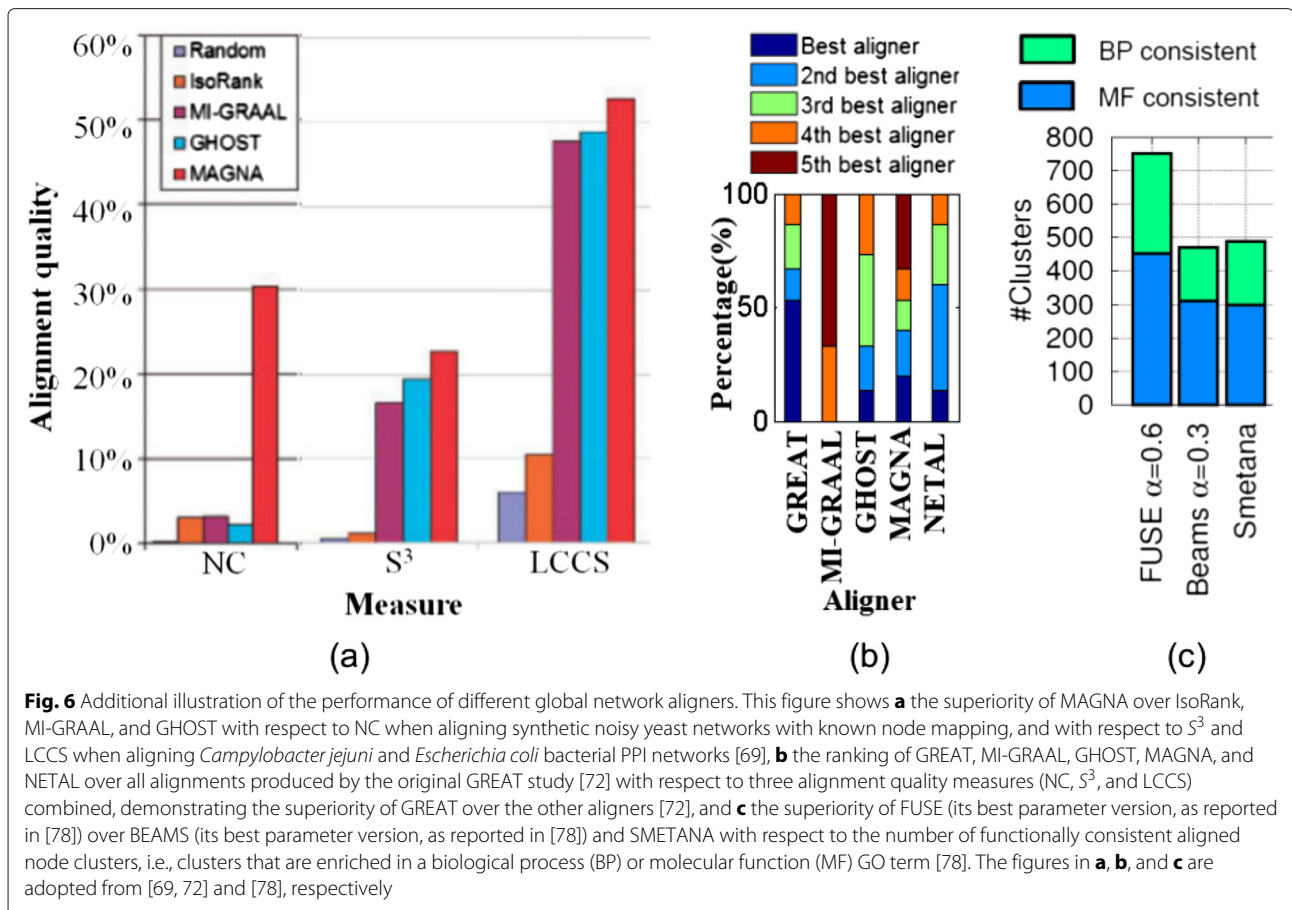 60%
50%
40%
30%
20%
10%
0%
Alignment quality
Random
IsoRank
MI-GRAAL
GHOST
MAGNA
NC
S³
LCCS
Measure
(a)
Best aligner
2nd best aligner
3rd best aligner
4th best aligner
5th best aligner
100
50
0
Percentage(%)
GREAT
MI-GRAAL
GHOST
MAGNA
NETAL
Aligner
(b)
BP consistent
MF consistent
800
700
600
500
400
300
200
100
0
#Clusters
FUSE α=0.6
Beams α=0.3
Smetana
(c)
Fig. 6 Additional illustration of the performance of different global network aligners. This figure shows a the superiority of MAGNA over IsoRank,
MI-GRAAL, and GHOST with respect to NC when aligning synthetic noisy yeast networks with known node mapping, and with respect to S³ and
LCCS when aligning Campylobacter jejuni and Escherichia coli bacterial PPI networks [69], b the ranking of GREAT, MI-GRAAL, GHOST, MAGNA, and
NETAL over all alignments produced by the original GREAT study [72] with respect to three alignment quality measures (NC, S³, and LCCS)
combined, demonstrating the superiority of GREAT over the other aligners [72], and c the superiority of FUSE (its best parameter version, as reported
in [78]) over BEAMS (its best parameter version, as reported in [78]) and SMETANA with respect to the number of functionally consistent aligned
node clusters, i.e., clusters that are enriched in a biological process (BP) or molecular function (MF) GO term [78]. The figures in a, b, and c are
adopted from [69, 72] and [78], respectively